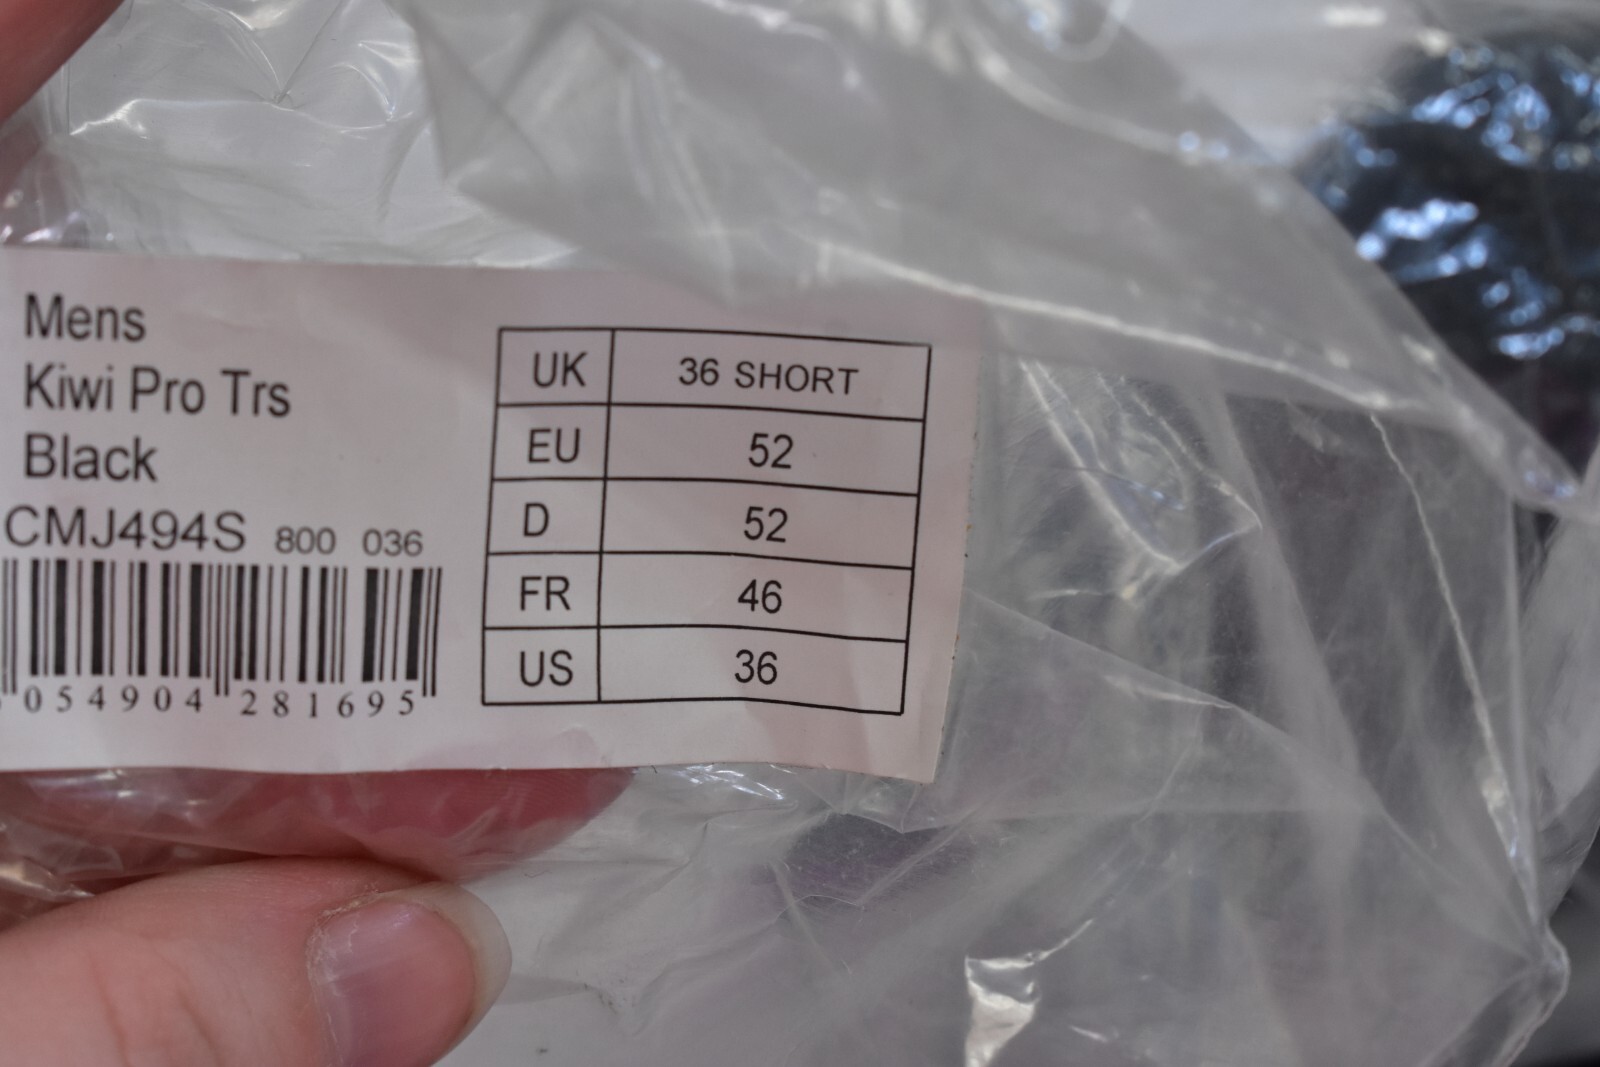 Mens
Kiwi Pro Trs
Black
CMJ494S 800 036
054904 281695
UK 36 SHORT
EU 52
D 52
FR 46
US 36